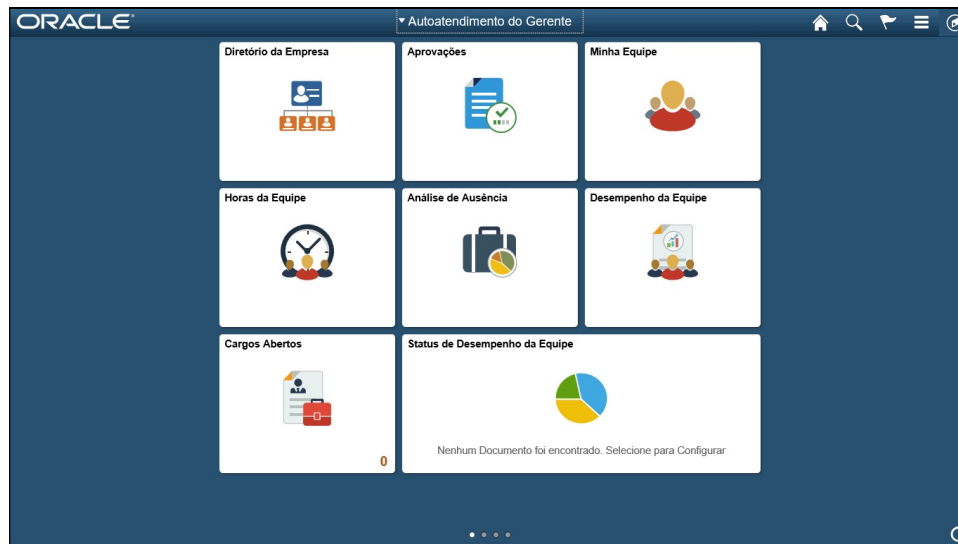 ORACLE
Autoatendimento do Gerente
Diretório da Empresa
Aprovações
Minha Equipe
Horas da Equipe
Análise de Ausência
Desempenho da Equipe
Cargos Abertos
Status de Desempenho da Equipe
0
Nenhum Documento foi encontrado. Selecione para Configurar